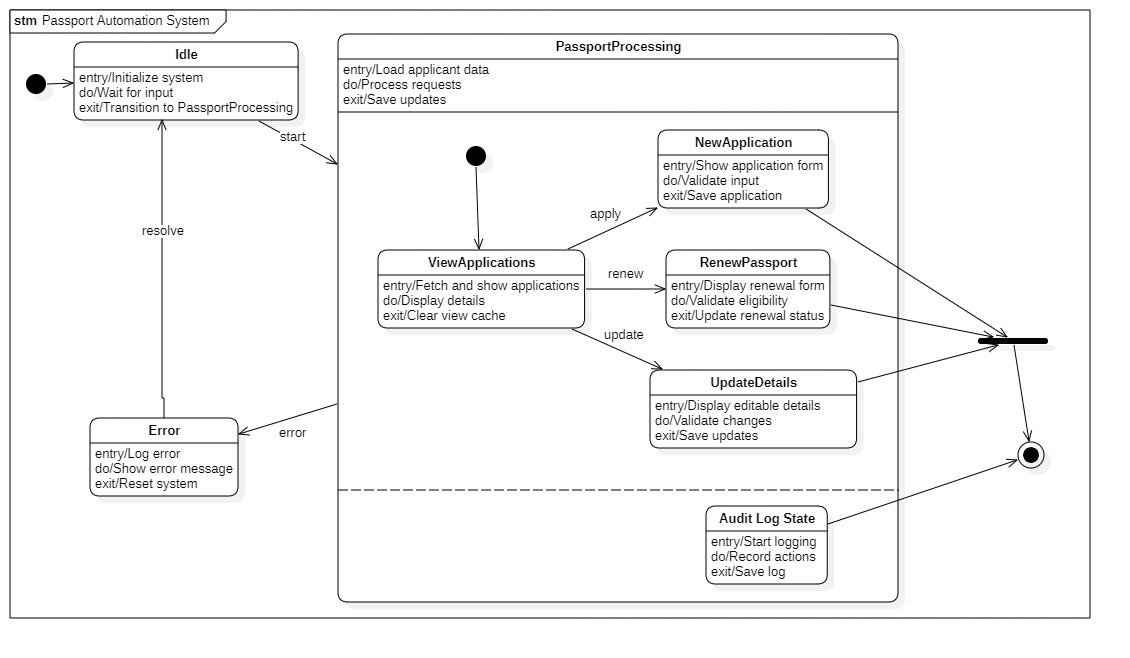 stm Passport Automation System
Idle
entry/Initialize system
do/Wait for input
exit/Transition to PassportProcessing
start
resolve
PassportProcessing
entry/Load applicant data
do/Process requests
exit/Save updates
NewApplication
entry/Show application form
do/Validate input
exit/Save application
apply
ViewApplications
entry/Fetch and show applications
do/Display details
exit/Clear view cache
renew
RenewPassport
entry/Display renewal form
do/Validate eligibility
exit/Update renewal status
update
UpdateDetails
entry/Display editable details
do/Validate changes
exit/Save updates
Error
entry/Log error
do/Show error message
exit/Reset system
error
Audit Log State
entry/Start logging
do/Record actions
exit/Save log